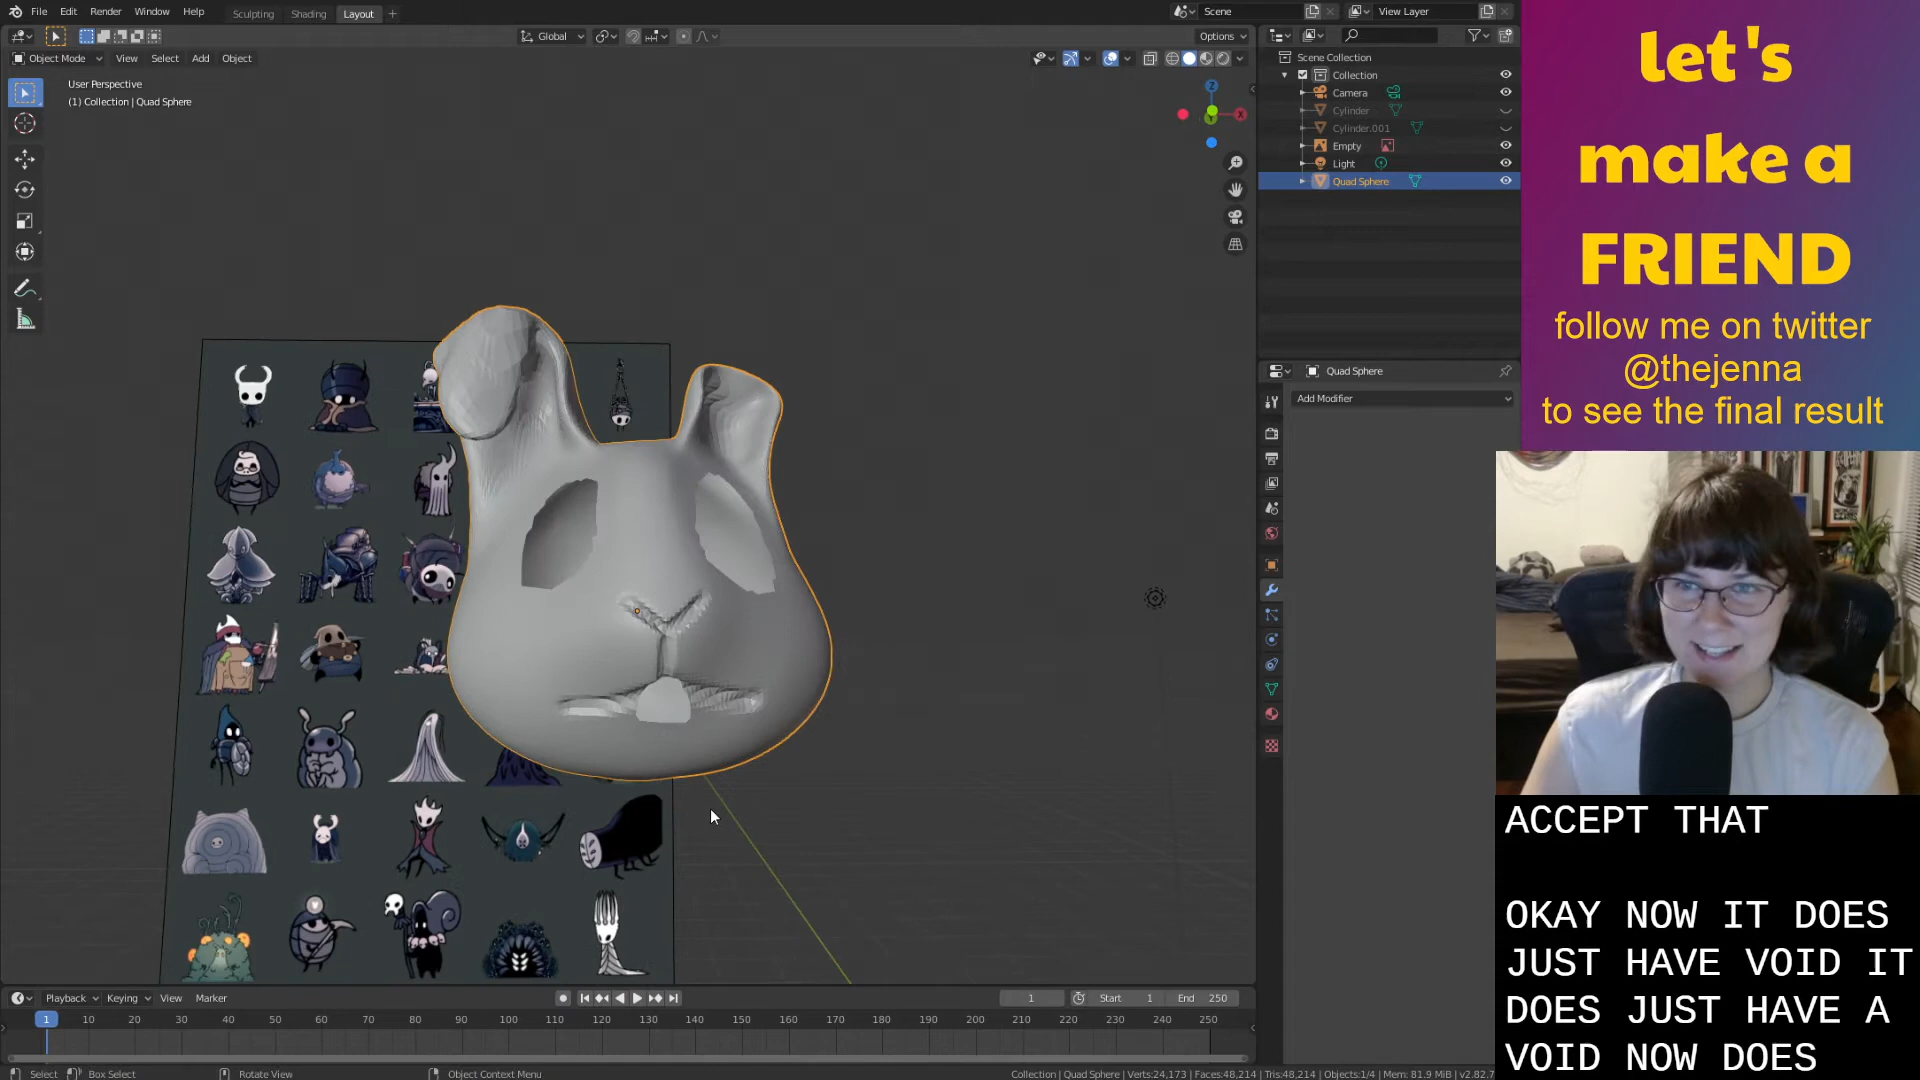 File Edit Render Window Help Sculpting Shading Layout + Scene View Layer
Global Options
Object Mode View Select Add Object
User Perspective
(1) Collection | Quad Sphere
Scene Collection
Collection
Camera
Cylinder
Cylinder.001
Empty
Light
Quad Sphere
Quad Sphere
Add Modifier
let's
make a
FRIEND
follow me on twitter
@thejenna
to see the final result
ACCEPT THAT
OKAY NOW IT DOES
JUST HAVE VOID IT
DOES JUST HAVE A
VOID NOW DOES
Playback Keying View Marker 1 Start 1 End 250
1 10 20 30 40 50 60 70 80 90 100 110 120 130 140 150 160 170 180 190 200 210 220 230 240 250
Select Box Select Rotate View Object Context Menu Collection | Quad Sphere | Verts:24,173 | Faces:48,214 | Tris:48,214 | Objects:1/4 | Mem: 81.9 MiB | v2.82.7